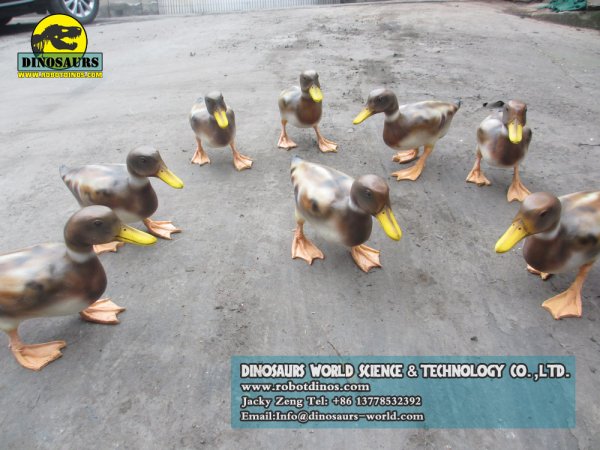 DINOSAURS
WWW.ROBOTDINOS.COM
DINOSAURS WORLD SCIENCE & TECHNOLOGY CO.,LTD.
www.robotdinos.com
Jacky Zeng Tel: +86 13778532392
Email:Info@dinosaurs-world.com